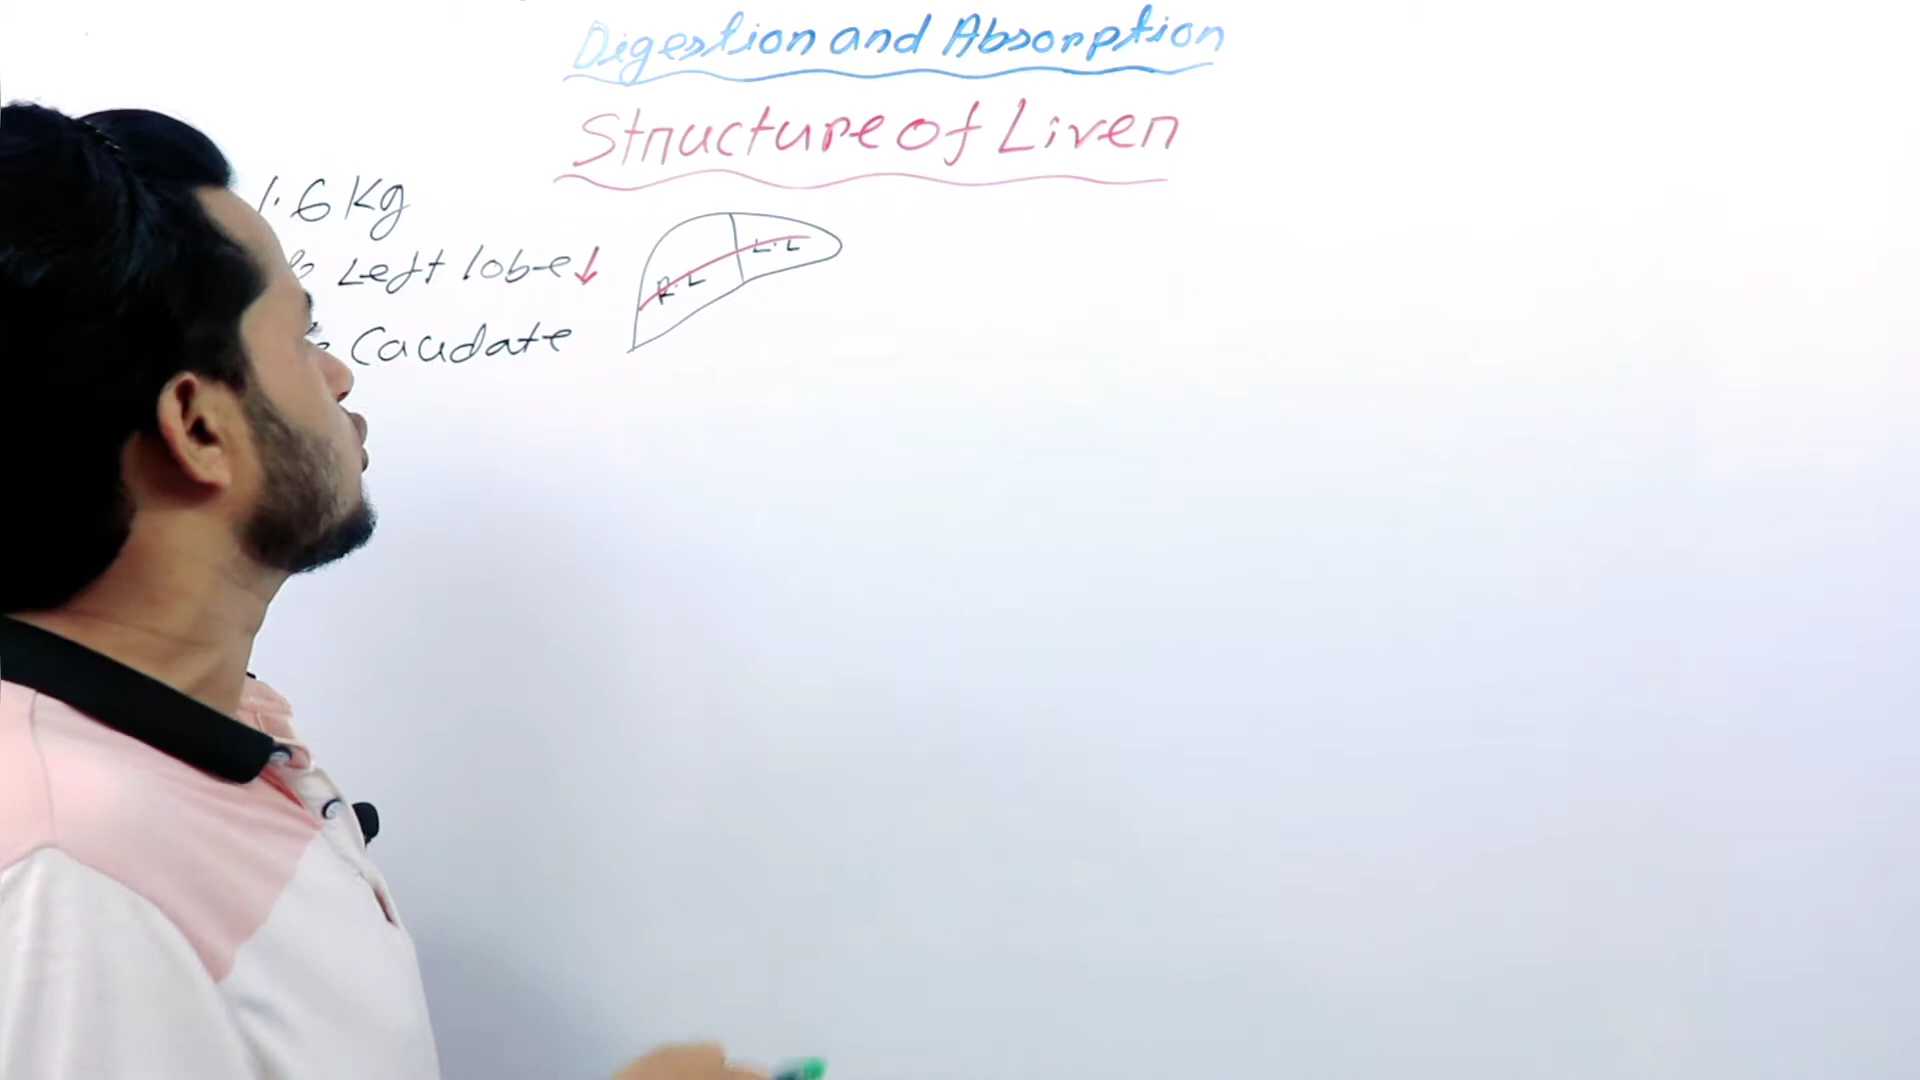 Digestion and Absorption
Structure of Liver
1.6 Kg
Left lobe↓
Caudate
R.L
L.L